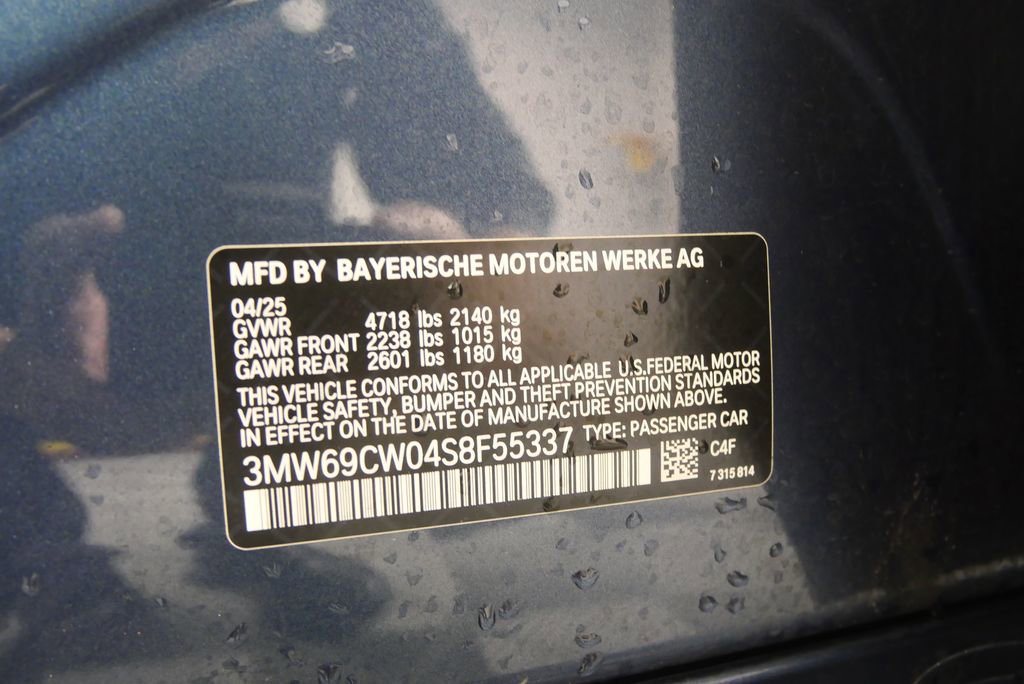 MFD BY BAYERISCHE MOTOREN WERKE AG
04/25
GVWR 4718 lbs 2140 kg
GAWR FRONT 2238 lbs 1015 kg
GAWR REAR 2601 lbs 1180 kg
THIS VEHICLE CONFORMS TO ALL APPLICABLE U.S.FEDERAL MOTOR
VEHICLE SAFETY, BUMPER AND THEFT PREVENTION STANDARDS
IN EFFECT ON THE DATE OF MANUFACTURE SHOWN ABOVE.
3MW69CW04S8F55337 TYPE: PASSENGER CAR
C4F
7 315 814